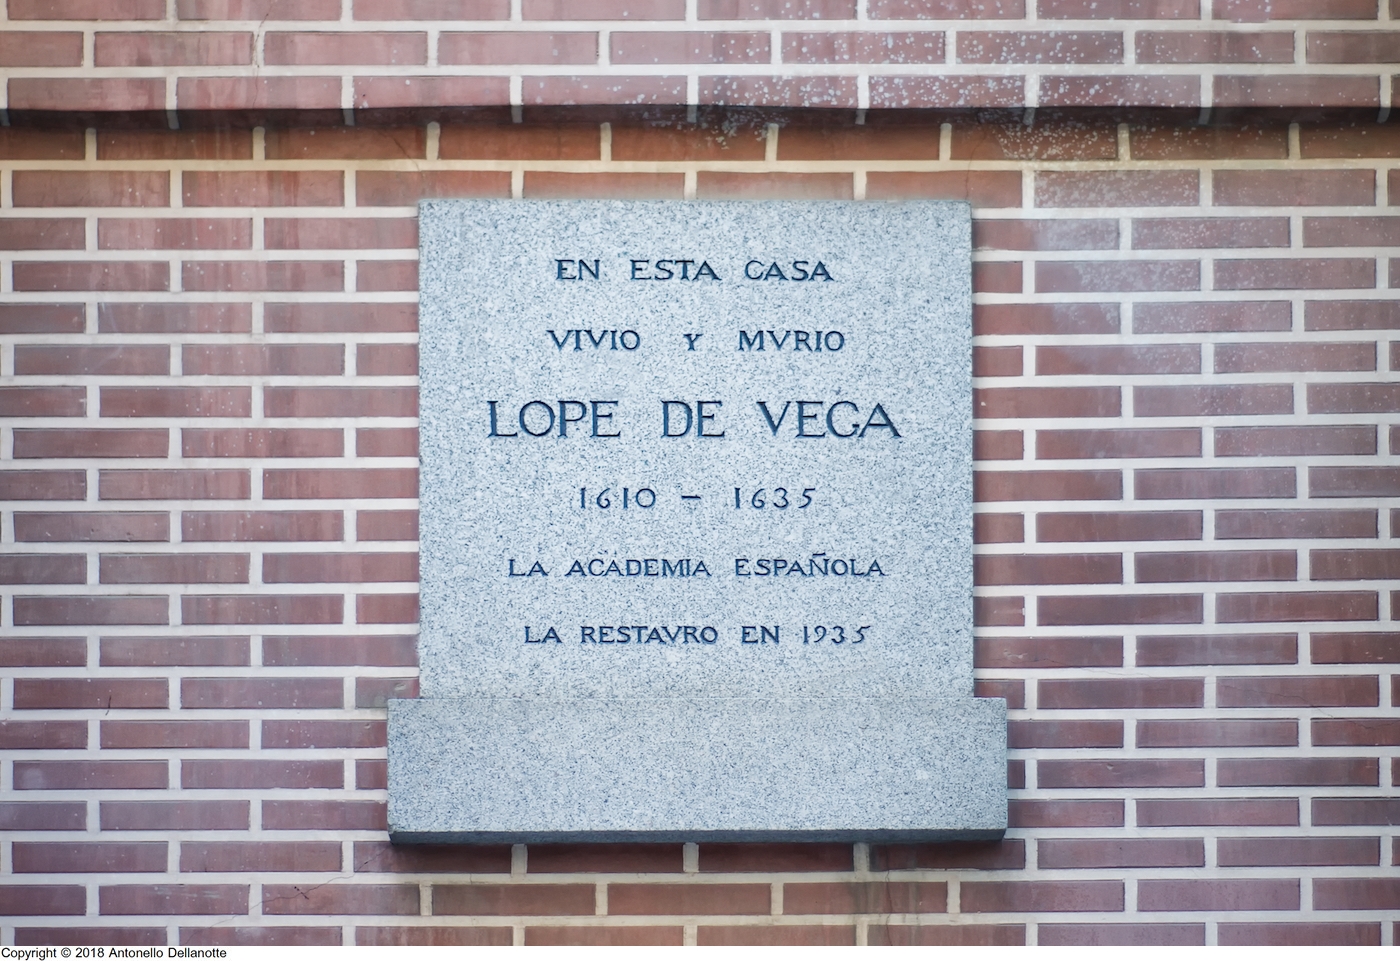 EN ESTA CASA
VIVIO Y MVRIO
LOPE DE VEGA
1610 – 1635
LA ACADEMIA ESPAÑOLA
LA RESTAVRO EN 1935
Copyright © 2018 Antonello Dellanotte